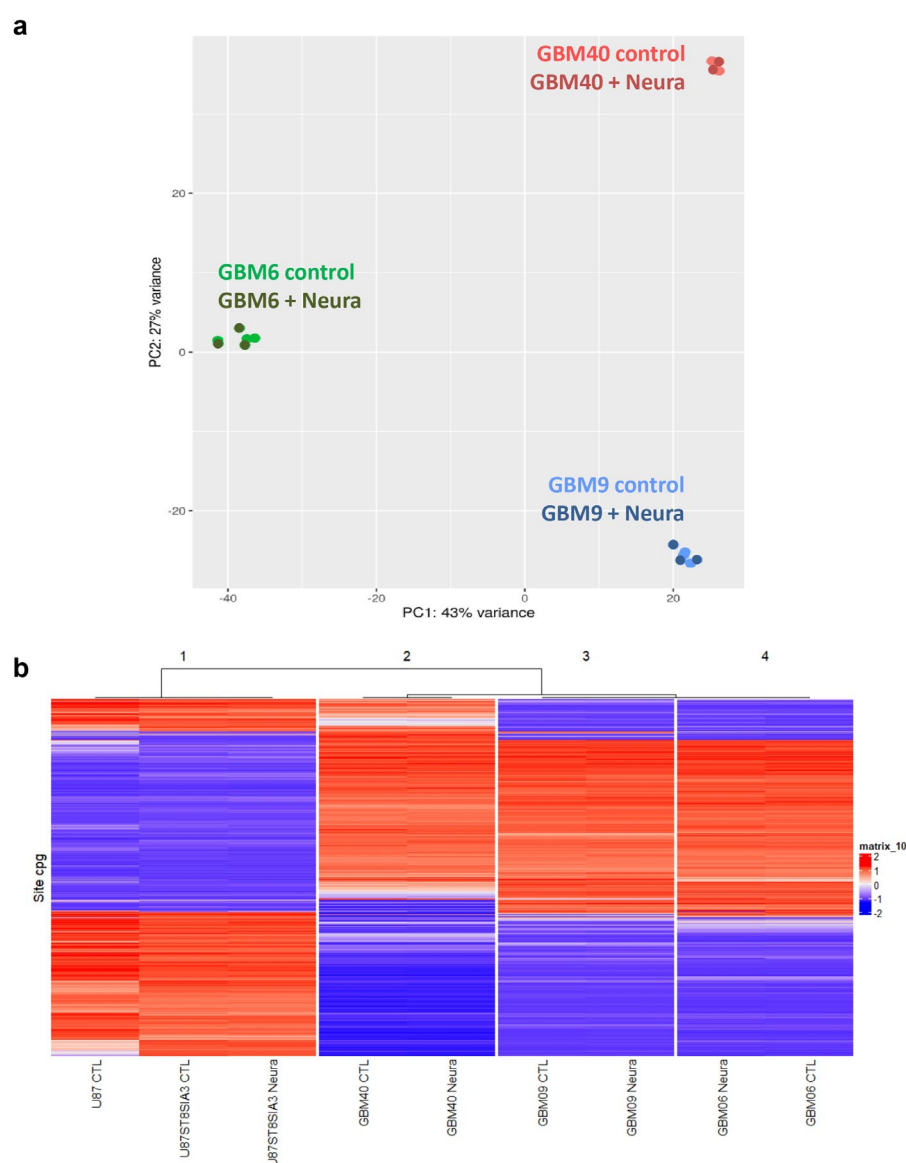 a
GBM40 control
GBM40 + Neura
20
GBM6 control
GBM6 + Neura
PC2: 27% variance
0
GBM9 control
GBM9 + Neura
-20
-40
-20
0
20
PC1: 43% variance
b
1
2
3
4
Site cpg
matrix_10
2
1
0
-1
-2
U87 CTL
U87ST8SIA3 CTL
U87ST8SIA3 Neura
GBM40 CTL
GBM40 Neura
GBM09 CTL
GBM09 Neura
GBM06 Neura
GBM06 CTL